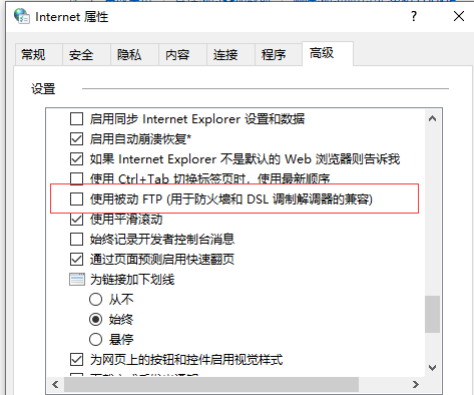 Internet 属性
常规 安全 隐私 内容 连接 程序 高级
设置
启用同步 Internet Explorer 设置和数据
启用自动崩溃恢复*
如果 Internet Explorer 不是默认的 Web 浏览器则告诉我
使用 Ctrl+Tab 切换标签页时，使用最新顺序
使用被动 FTP (用于防火墙和 DSL 调制解调器的兼容)
使用平滑滚动
始终记录开发者控制台消息
通过页面预测启用快速翻页
为链接加下划线
从不
始终
悬停
为网页上的按钮和控件启用视觉样式